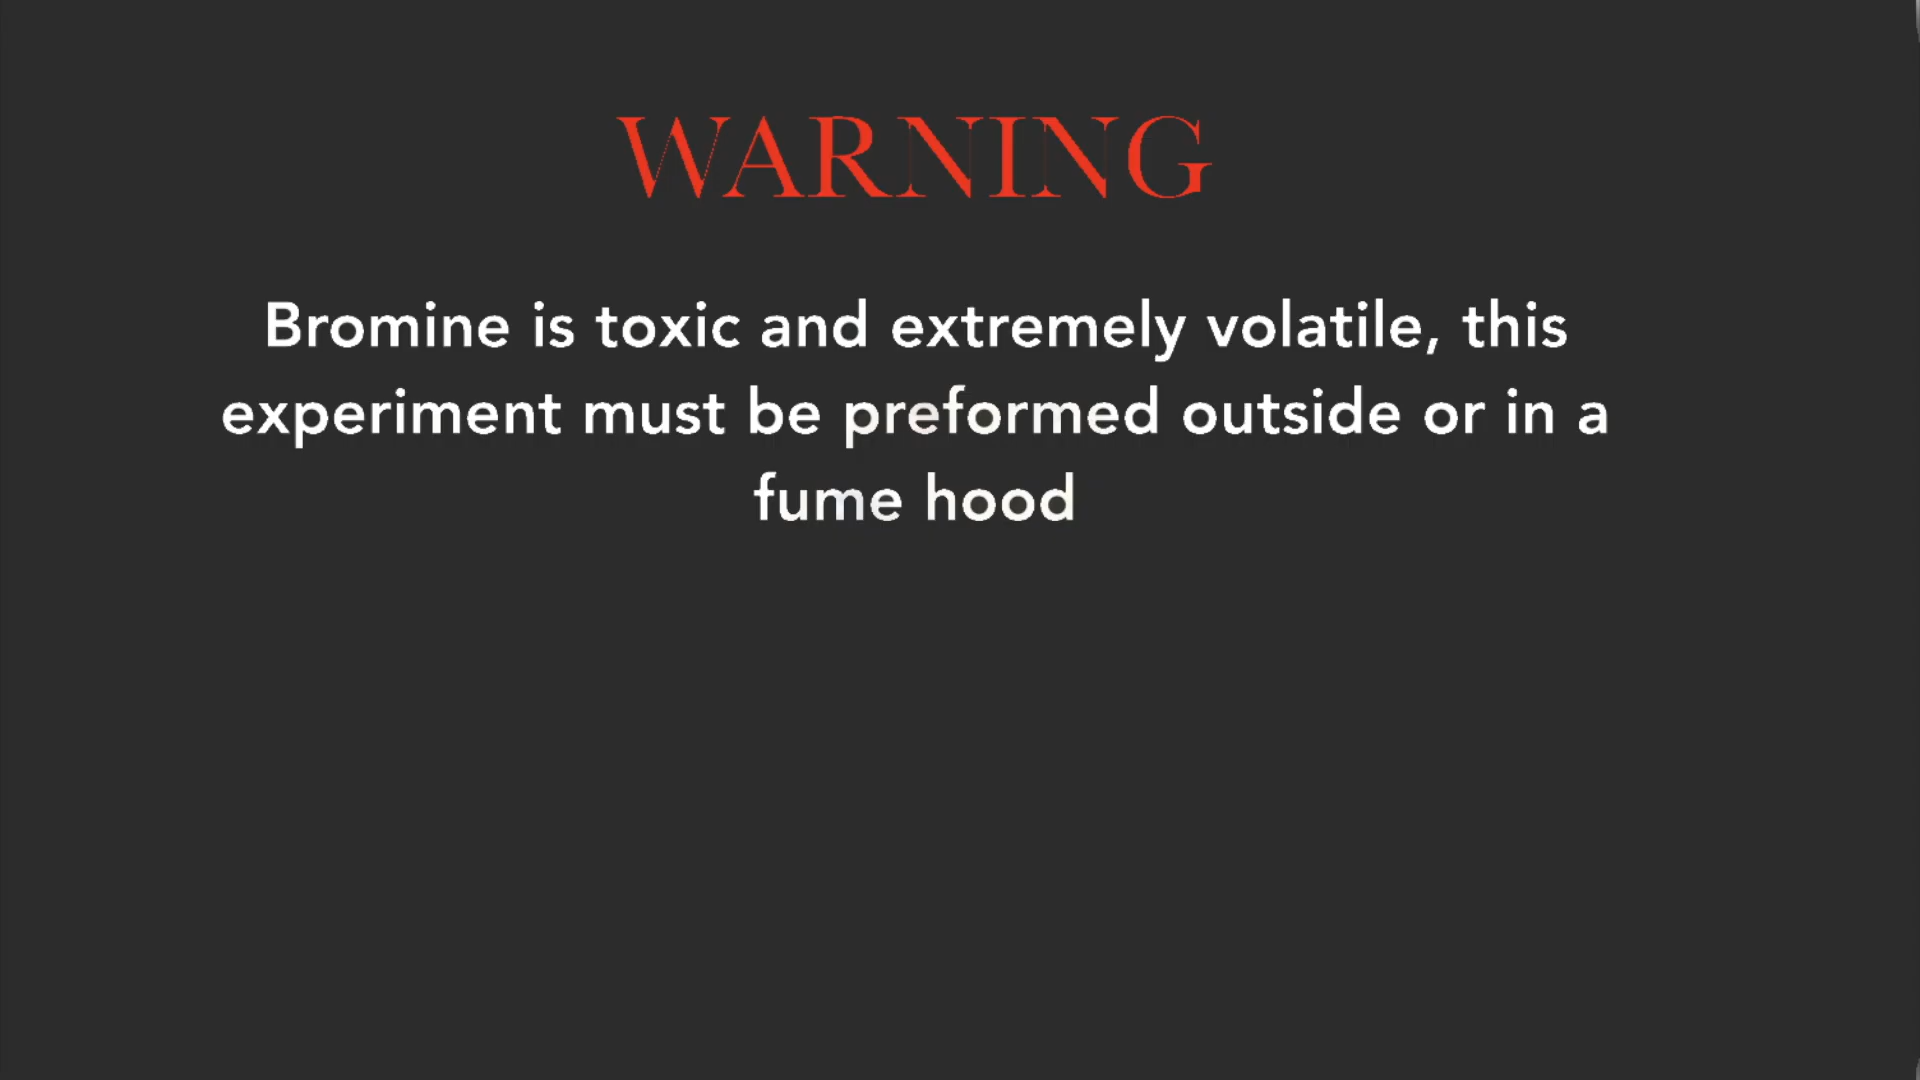 WARNING
Bromine is toxic and extremely volatile, this
experiment must be preformed outside or in a
fume hood